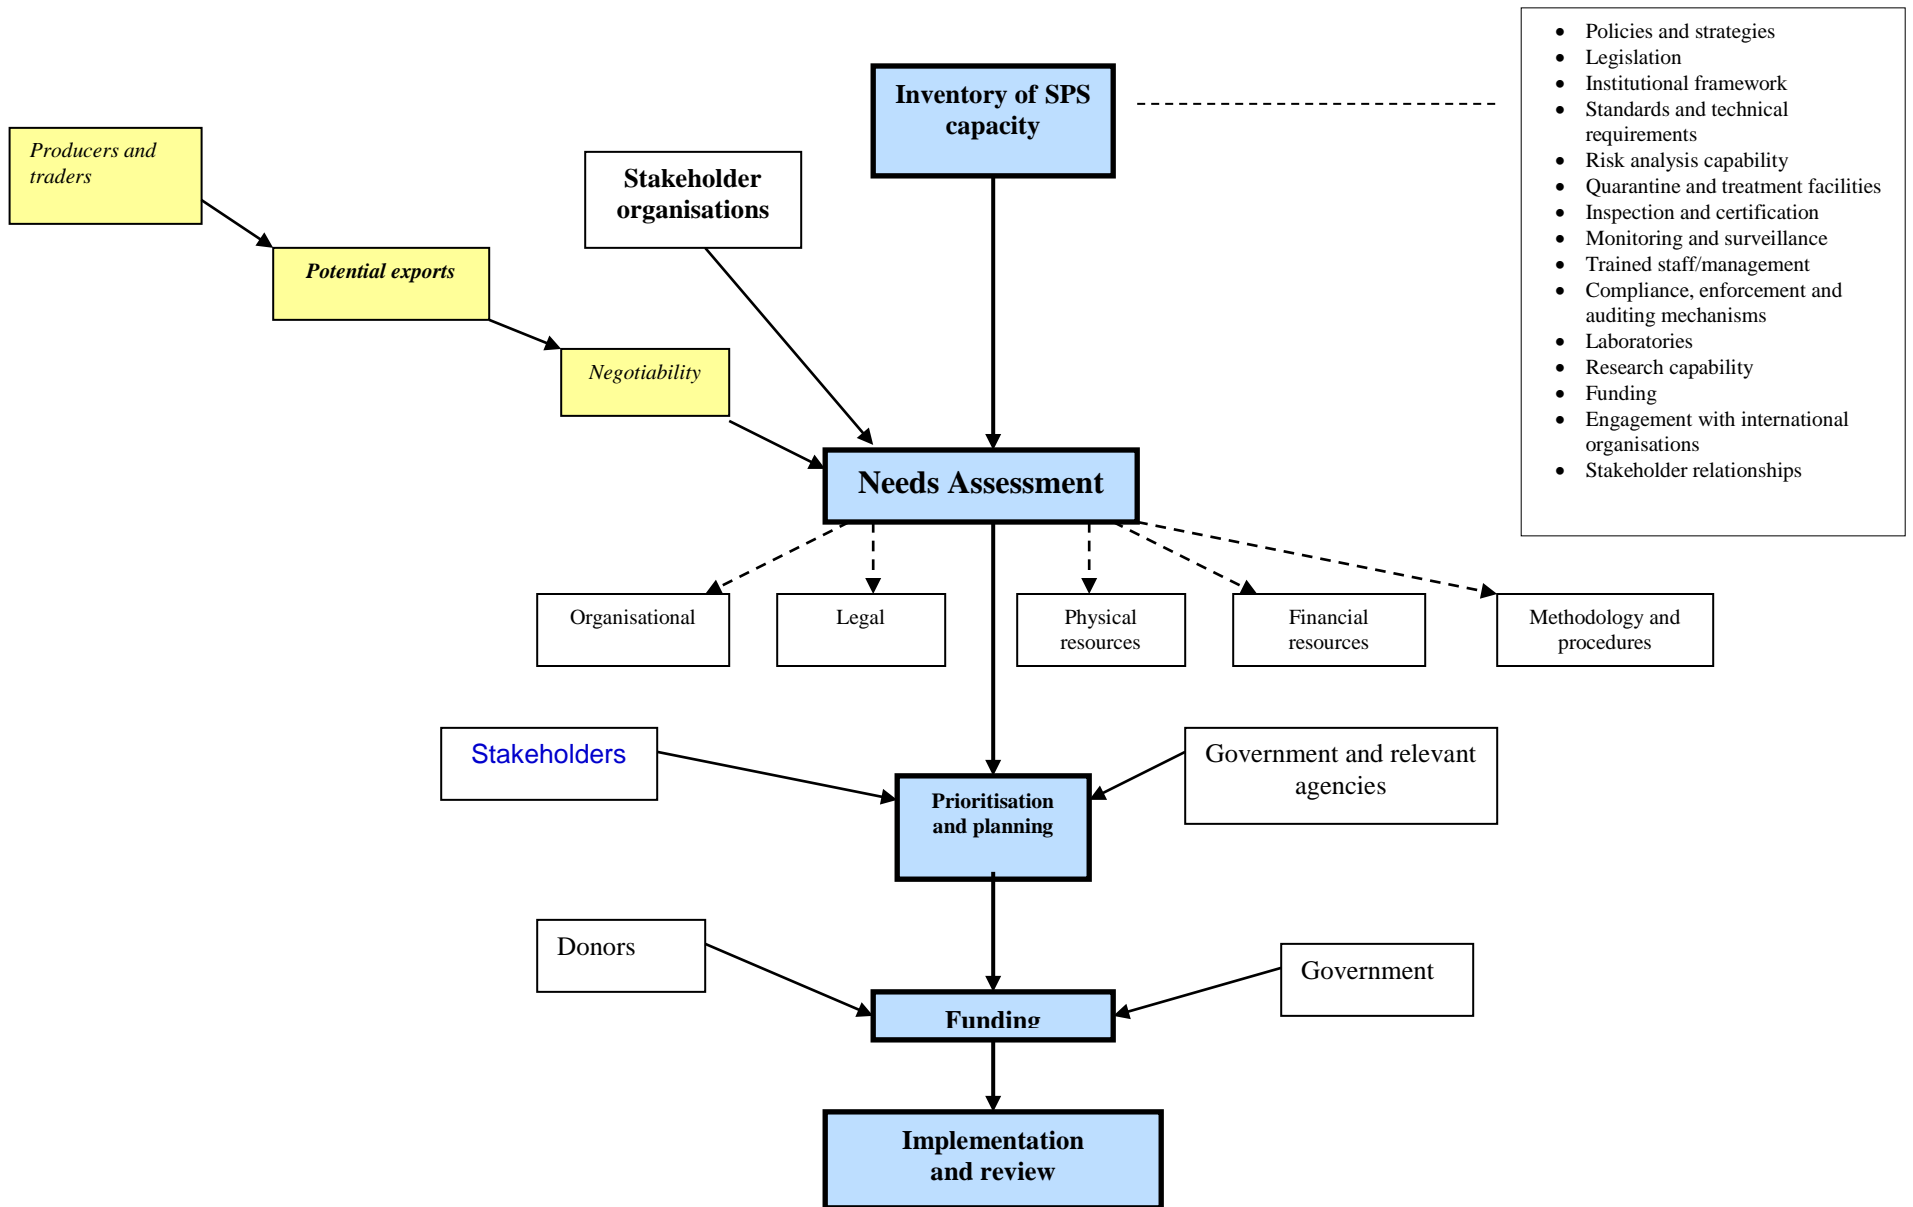 • Policies and strategies
• Legislation
• Institutional framework
• Standards and technical
requirements
• Risk analysis capability
• Quarantine and treatment facilities
• Inspection and certification
• Monitoring and surveillance
• Trained staff/management
• Compliance, enforcement and
auditing mechanisms
• Laboratories
• Research capability
• Funding
• Engagement with international
organisations
• Stakeholder relationships
Inventory of SPS
capacity
Producers and
traders
Stakeholder
organisations
Potential exports
Negotiability
Needs Assessment
Organisational
Legal
Physical
resources
Financial
resources
Methodology and
procedures
Stakeholders
Government and relevant
agencies
Prioritisation
and planning
Donors
Government
Funding
Implementation
and review